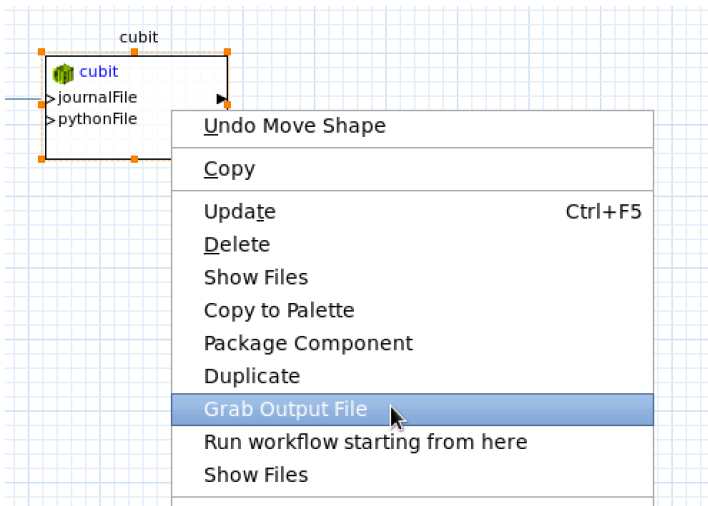 cubit
cubit
journalFile
pythonFile
Undo Move Shape
Copy
Update Ctrl+F5
Delete
Show Files
Copy to Palette
Package Component
Duplicate
Grab Output File
Run workflow starting from here
Show Files